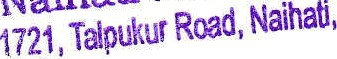 1721, Talpukur Road, Naihati,